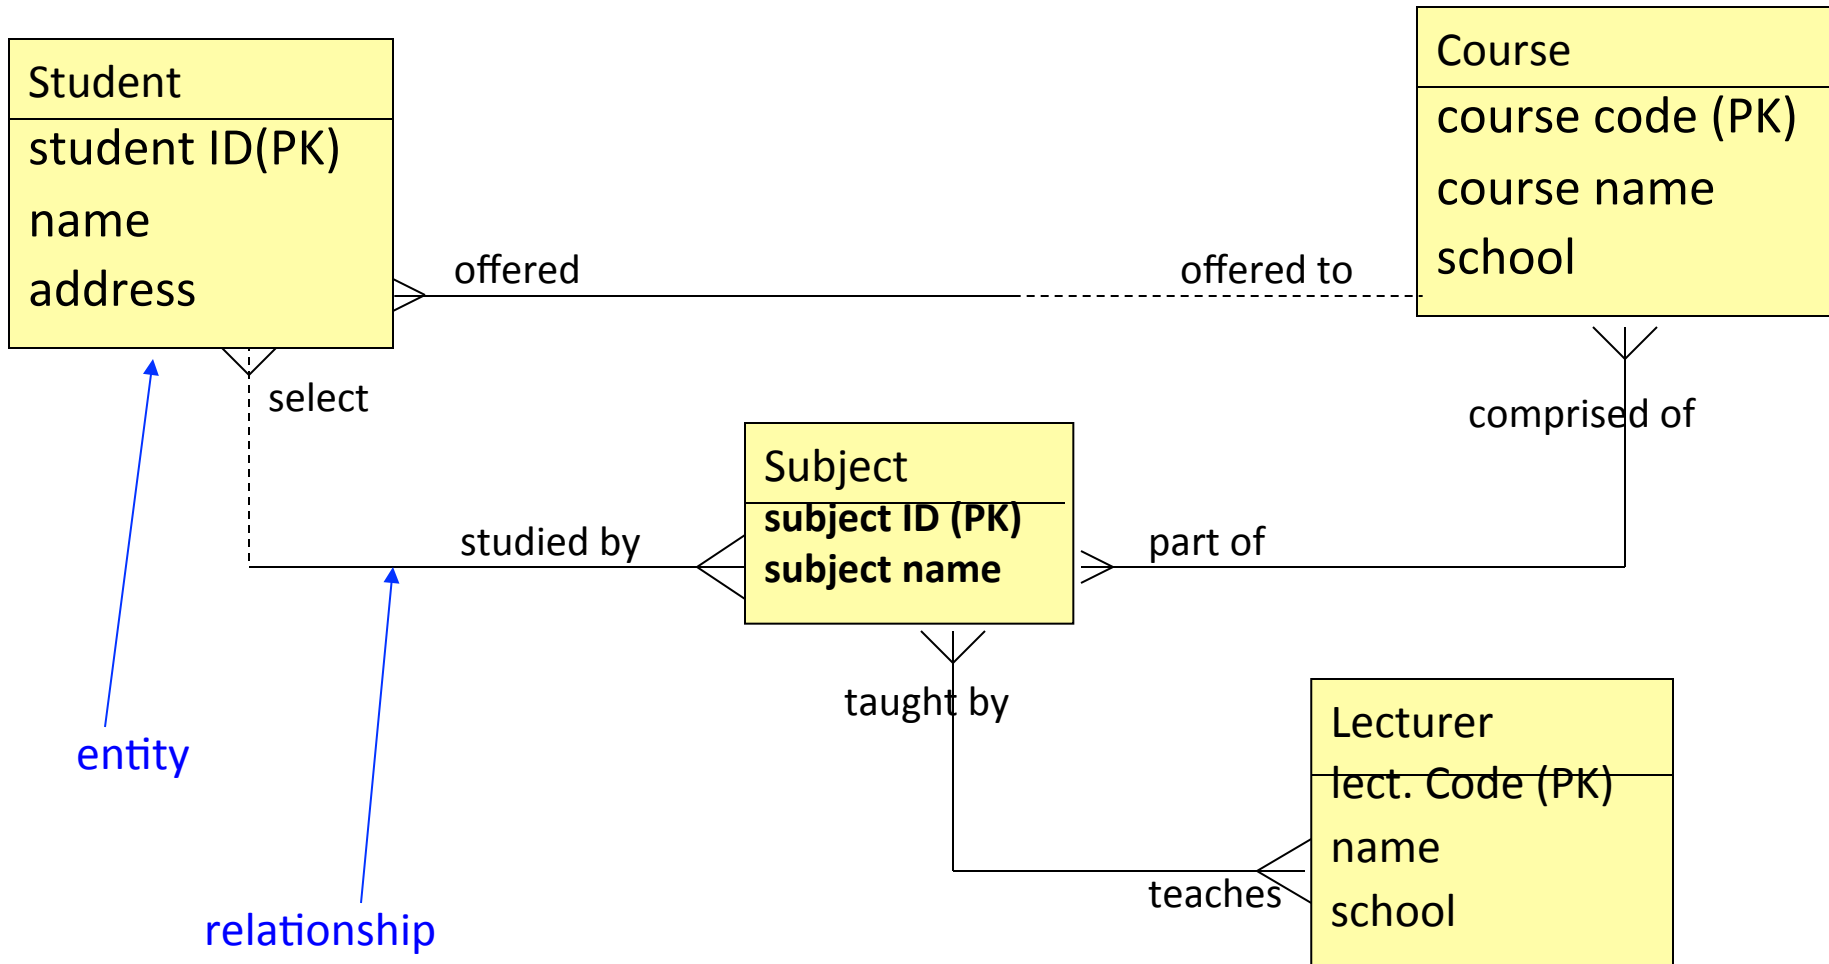 Student
student ID(PK)
name
address
Course
course code (PK)
course name
school
offered
offered to
select
comprised of
Subject
subject ID (PK)
subject name
studied by
part of
taught by
teaches
Lecturer
lect. Code (PK)
name
school
entity
relationship